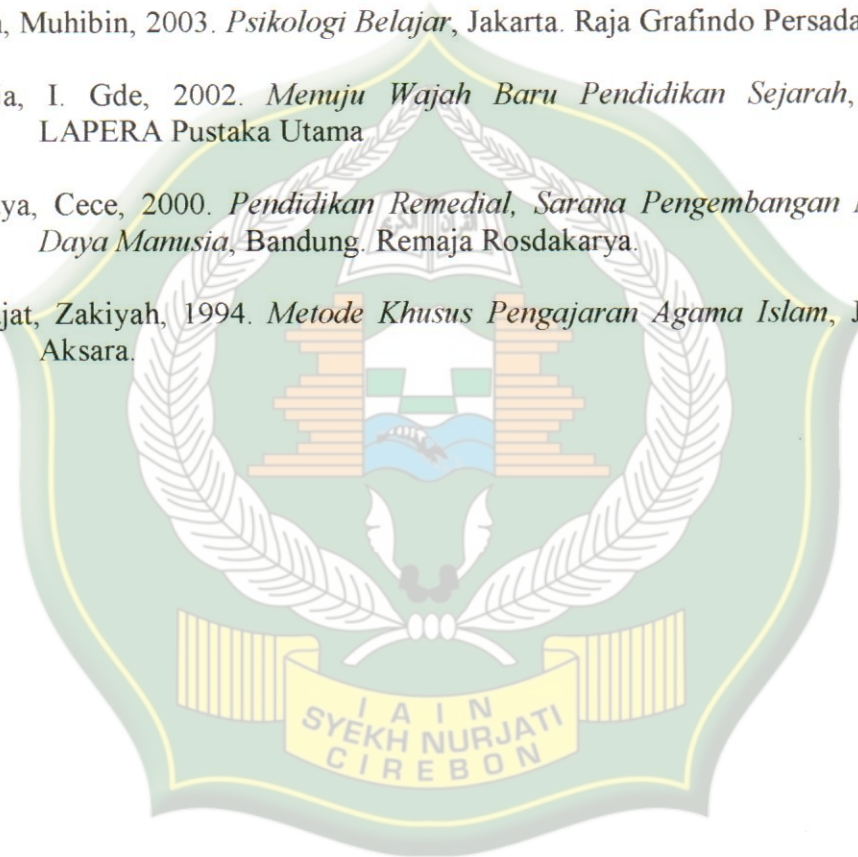 , Muhibin, 2003. Psikologi Belajar, Jakarta. Raja Grafindo Persada
a, I. Gde, 2002. Menuju Wajah Baru Pendidikan Sejarah,
LAPERA Pustaka Utama
ya, Cece, 2000. Pendidikan Remedial, Sarana Pengembangan
Daya Manusia, Bandung. Remaja Rosdakarya.
jat, Zakiyah, 1994. Metode Khusus Pengajaran Agama Islam,
Aksara.
IAIN
SYEKH NURJATI
CIREBON